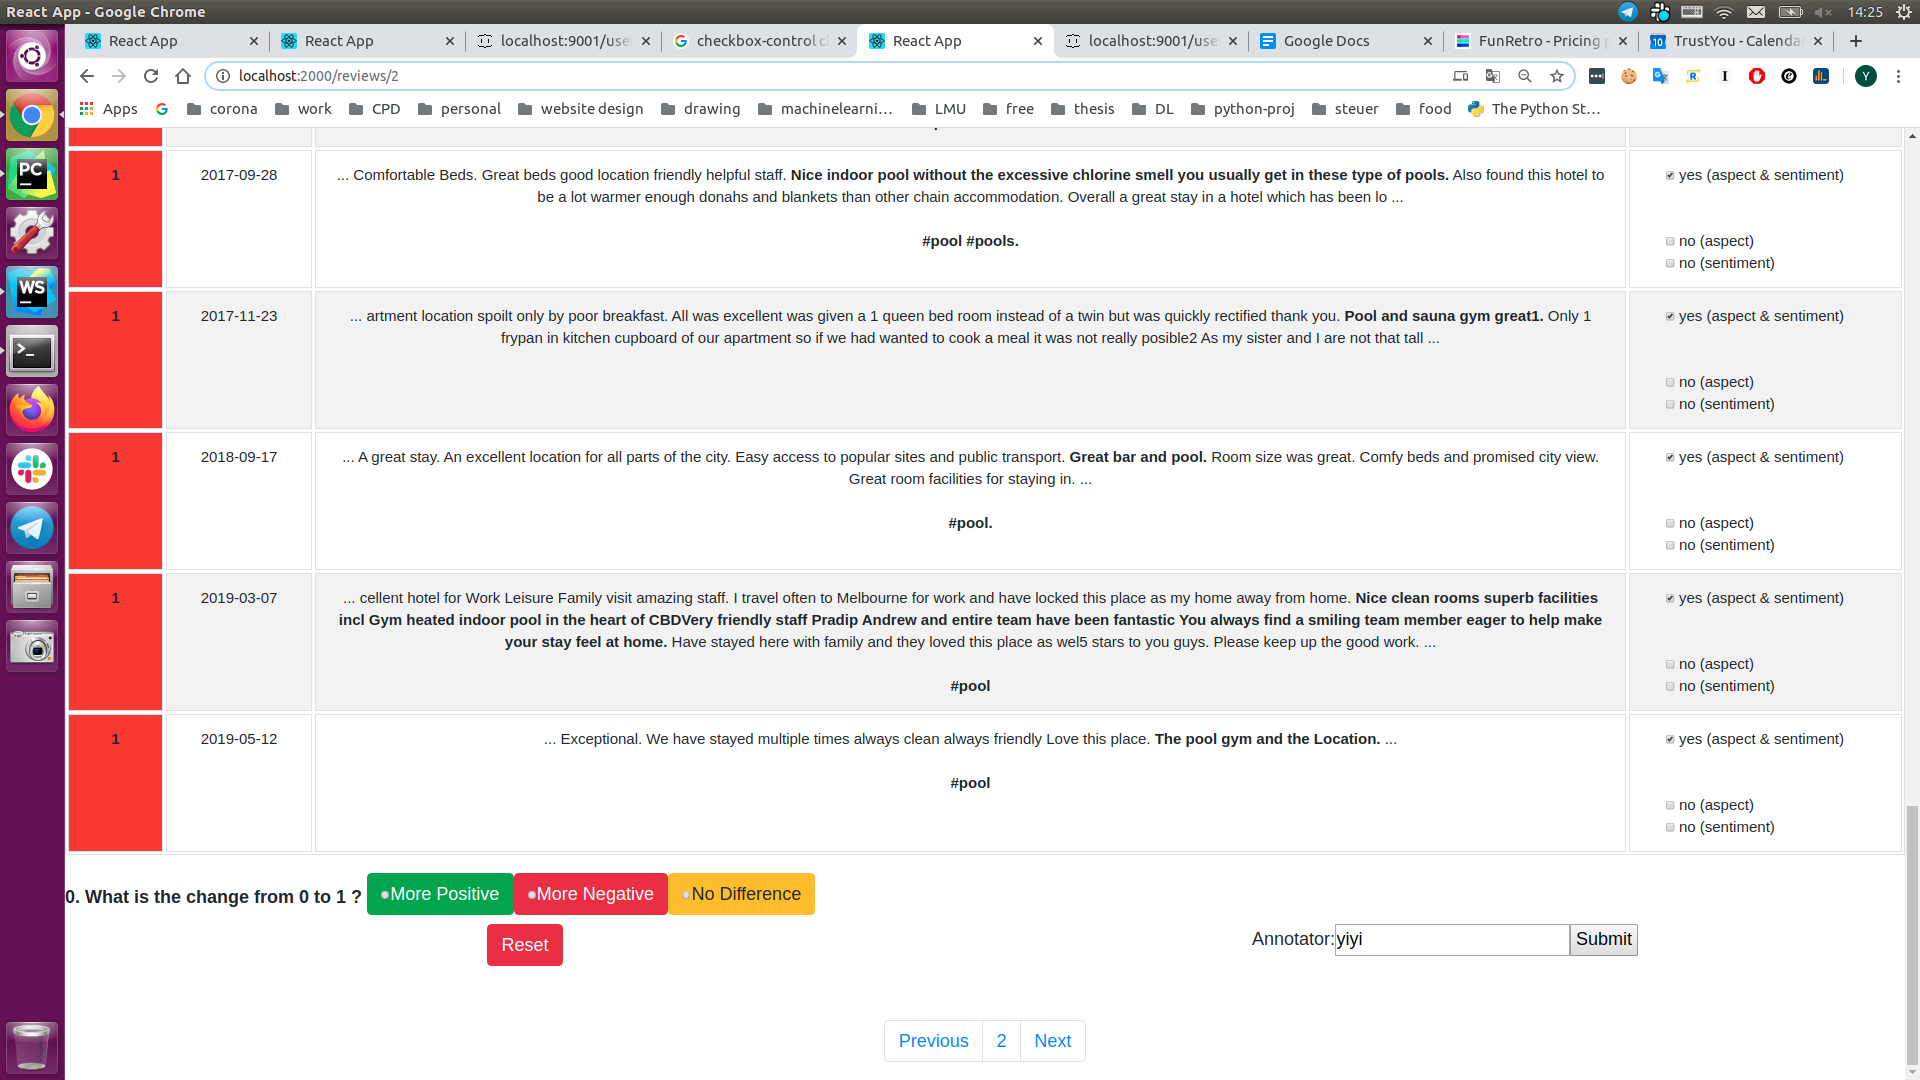 React App - Google Chrome
14:25
React App
React App
localhost:9001/use
checkbox-control c
React App
localhost:9001/use
Google Docs
FunRetro - Pricing p
TrustYou - Calenda
localhost:2000/reviews/2
Y
Apps
corona
work
CPD
personal
website design
drawing
machinelearni...
LMU
free
thesis
DL
python-proj
steuer
food
The Python St...
1
2017-09-28
... Comfortable Beds. Great beds good location friendly helpful staff. Nice indoor pool without the excessive chlorine smell you usually get in these type of pools. Also found this hotel to
be a lot warmer enough donahs and blankets than other chain accommodation. Overall a great stay in a hotel which has been lo ...
#pool #pools.
yes (aspect & sentiment)
no (aspect)
no (sentiment)
1
2017-11-23
... artment location spoilt only by poor breakfast. All was excellent was given a 1 queen bed room instead of a twin but was quickly rectified thank you. Pool and sauna gym great1. Only 1
frypan in kitchen cupboard of our apartment so if we had wanted to cook a meal it was not really posible2 As my sister and I are not that tall ...
yes (aspect & sentiment)
no (aspect)
no (sentiment)
1
2018-09-17
... A great stay. An excellent location for all parts of the city. Easy access to popular sites and public transport. Great bar and pool. Room size was great. Comfy beds and promised city view.
Great room facilities for staying in. ...
#pool.
yes (aspect & sentiment)
no (aspect)
no (sentiment)
1
2019-03-07
... cellent hotel for Work Leisure Family visit amazing staff. I travel often to Melbourne for work and have locked this place as my home away from home. Nice clean rooms superb facilities
incl Gym heated indoor pool in the heart of CBDVery friendly staff Pradip Andrew and entire team have been fantastic You always find a smiling team member eager to help make
your stay feel at home. Have stayed here with family and they loved this place as wel5 stars to you guys. Please keep up the good work. ...
#pool
yes (aspect & sentiment)
no (aspect)
no (sentiment)
1
2019-05-12
... Exceptional. We have stayed multiple times always clean always friendly Love this place. The pool gym and the Location. ...
#pool
yes (aspect & sentiment)
no (aspect)
no (sentiment)
0. What is the change from 0 to 1 ?
More Positive
More Negative
No Difference
Reset
Annotator:
yiyi
Submit
Previous
2
Next
PC
WS